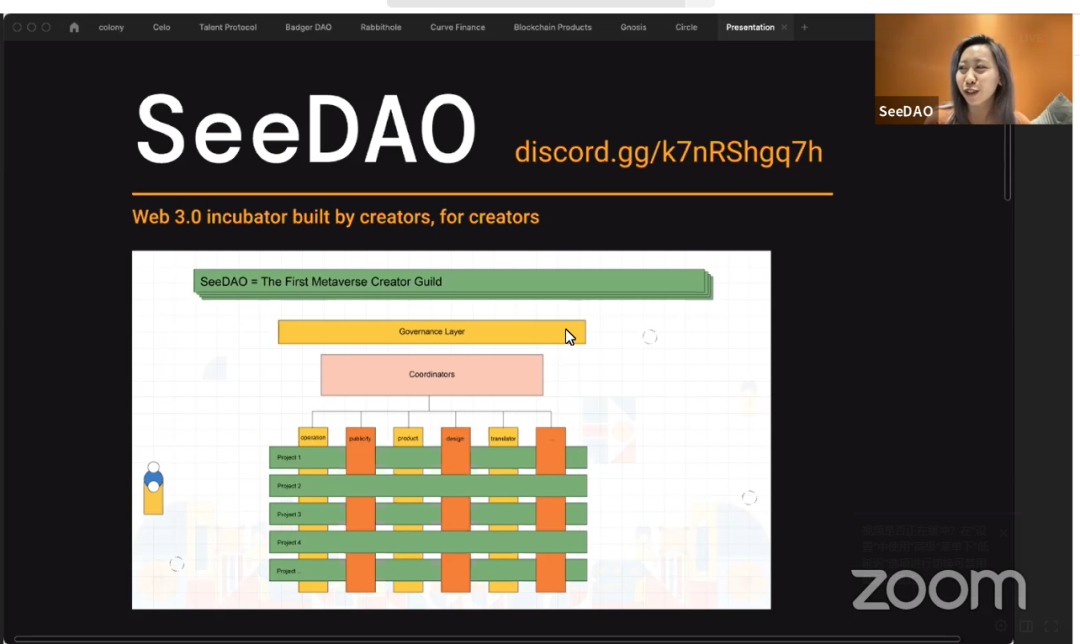 colony Celo Talent Protocol Badger DAO Rabbithole Curve Finance Blockchain Products Gnosis Circle Presentation
SeeDAO
SeeDAO discord.gg/k7nRShgq7h
Web 3.0 incubator built by creators, for creators
SeeDAO = The First Metaverse Creator Guild
Governance Layer
Coordinators
operation publicify product design translator ...
Project 1
Project 2
Project 3
Project 4
Project ...
zoom